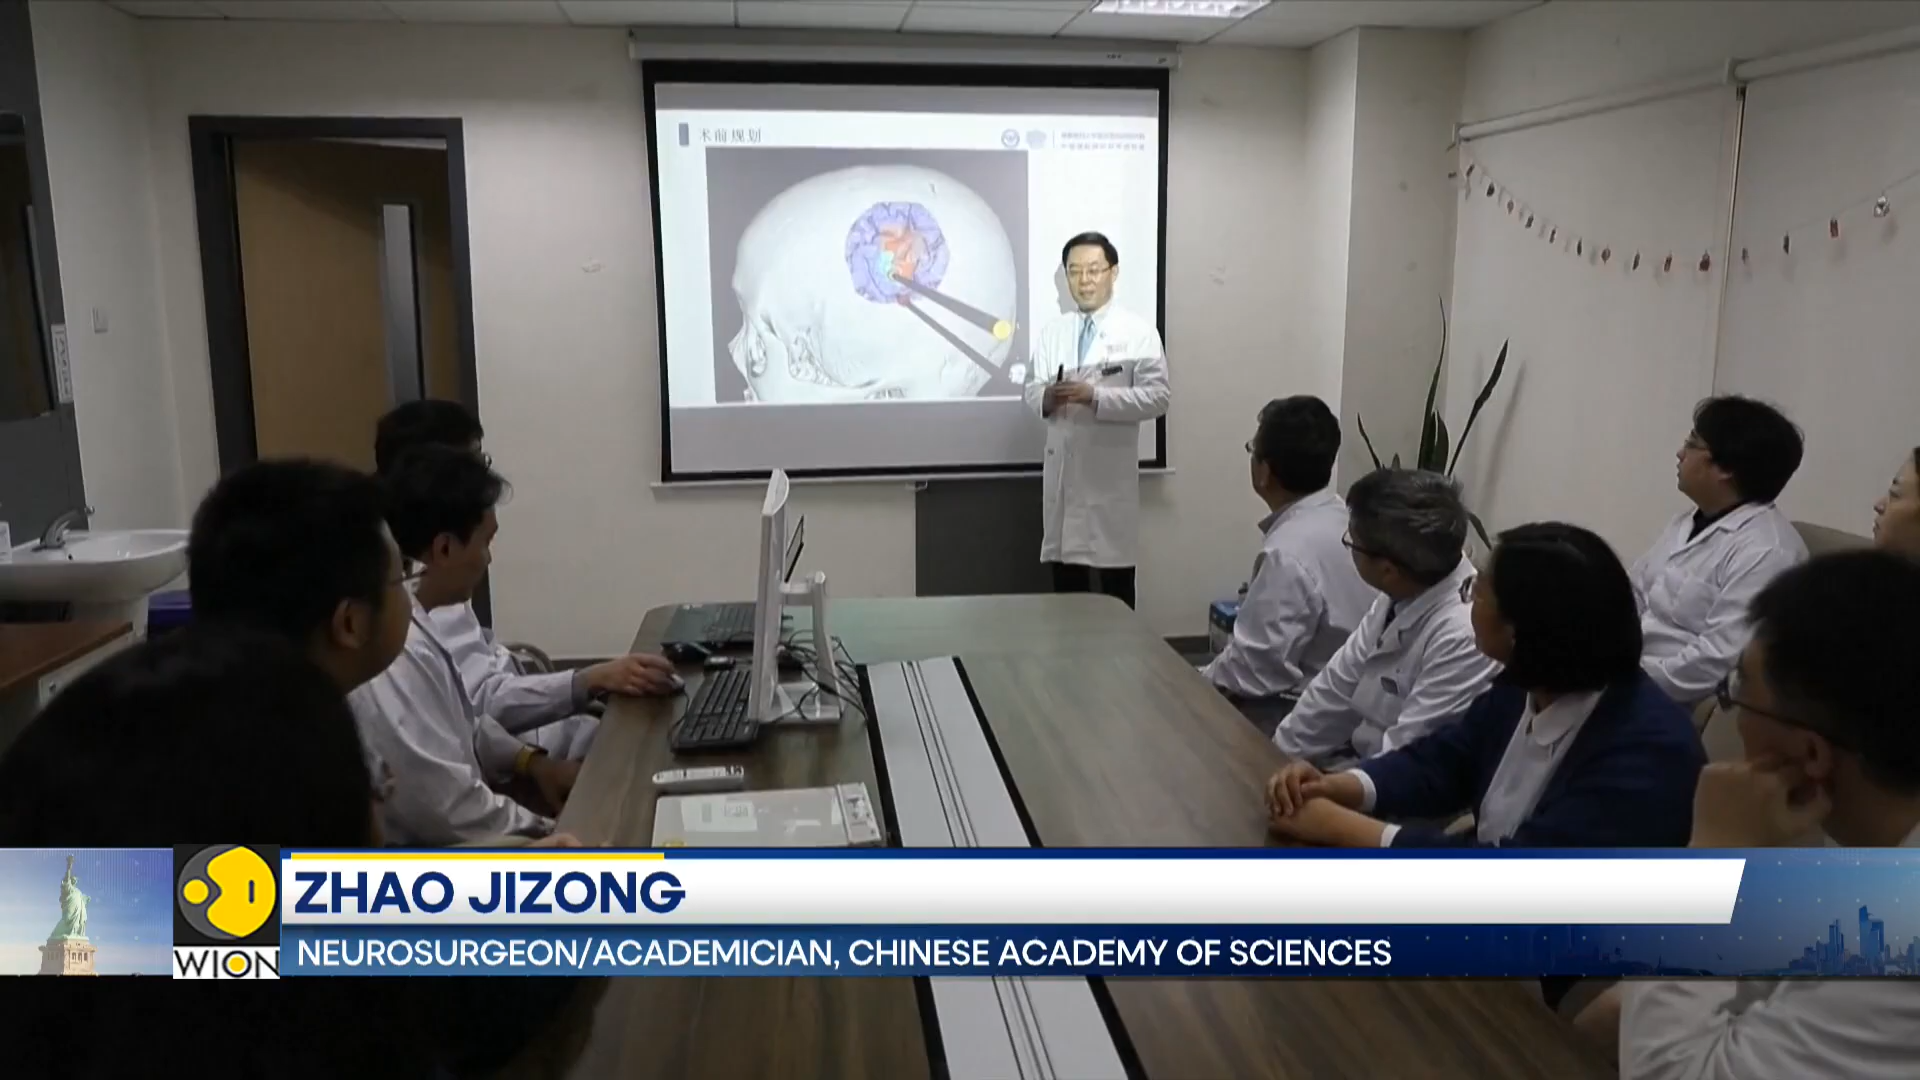 术前规划
ZHAO JIZONG
NEUROSURGEON/ACADEMICIAN, CHINESE ACADEMY OF SCIENCES
WION